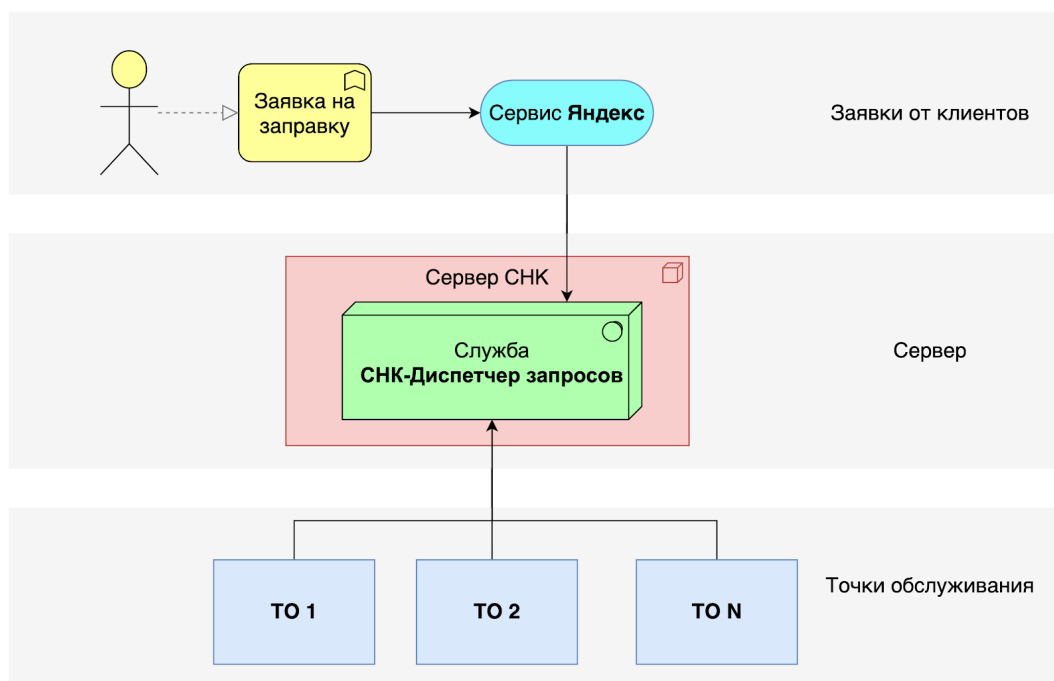 Заявка на
заправку
Сервис Яндекс
Заявки от клиентов
Сервер СНК
Служба
СНК-Диспетчер запросов
Сервер
ТО 1
ТО 2
ТО N
Точки обслуживания